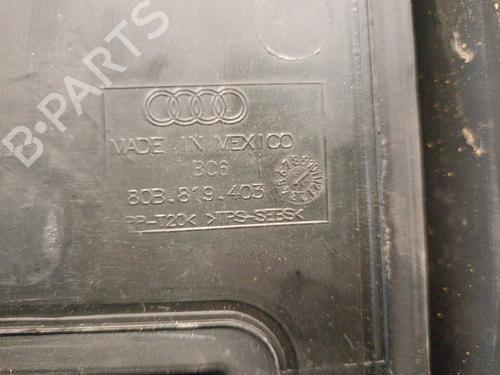 B-PARTS
MADE IN MEXICO
BC6
80B.819.403
PP-T20< >TPS-SEBS<